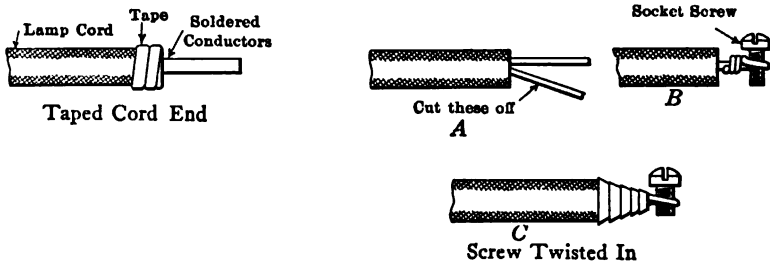 Lamp Cord
Tape
Soldered
Conductors
Taped Cord End
Cut these off
A
Socket Screw
B
C
Screw Twisted In